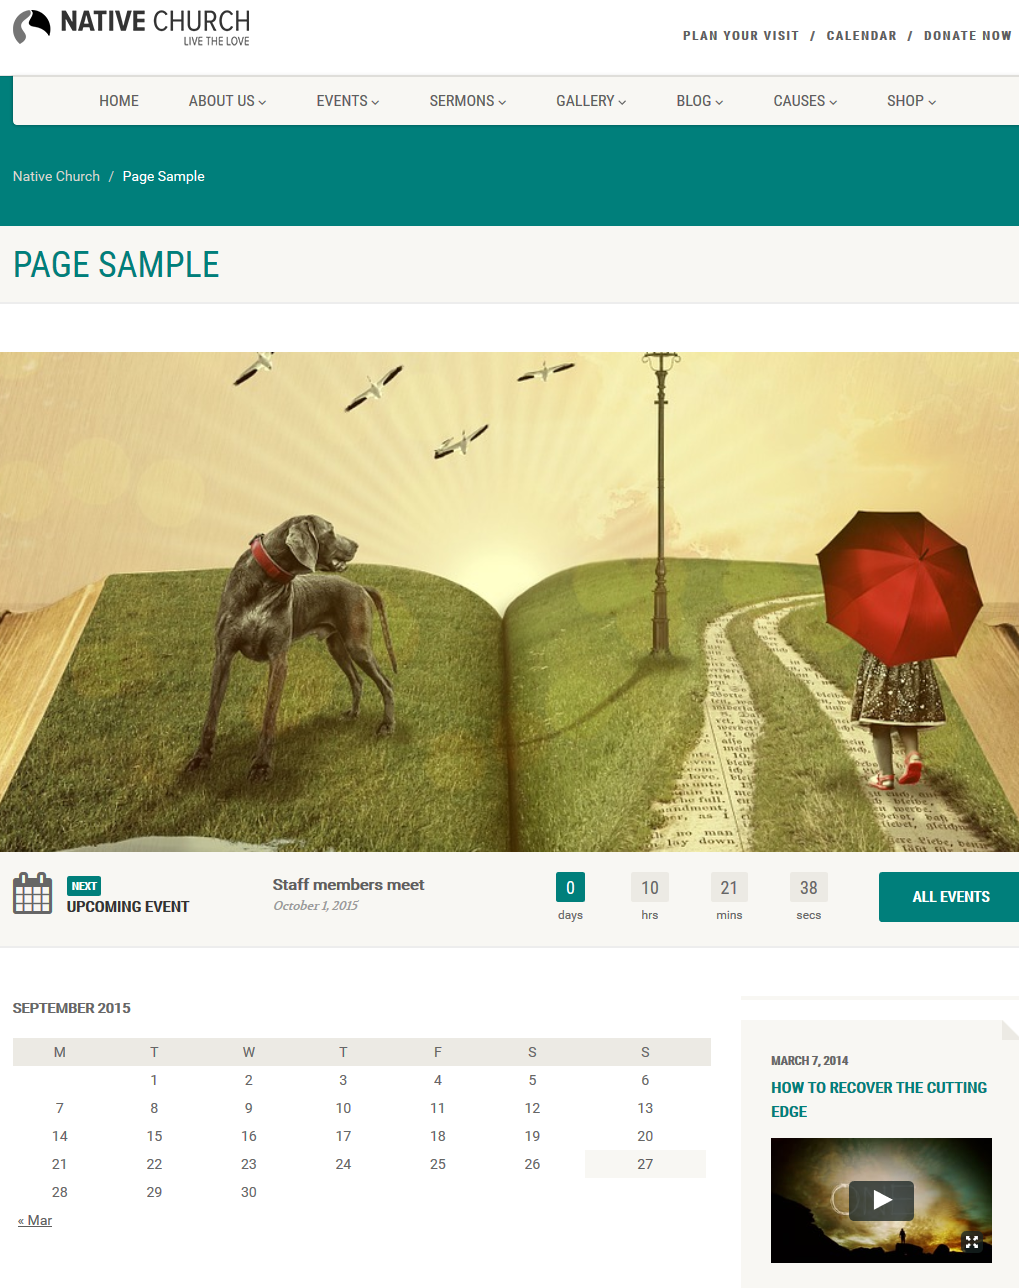 NATIVE CHURCH
LIVE THE LOVE
PLAN YOUR VISIT / CALENDAR / DONATE NOW
HOME ABOUT US EVENTS SERMONS GALLERY BLOG CAUSES SHOP
Native Church / Page Sample
PAGE SAMPLE
no man
lay down
NEXT
UPCOMING EVENT
Staff members meet
October 1, 2015
0 10 21 38
days hrs mins secs
ALL EVENTS
SEPTEMBER 2015
M T W T F S S
1 2 3 4 5 6
7 8 9 10 11 12 13
14 15 16 17 18 19 20
21 22 23 24 25 26 27
28 29 30
« Mar
MARCH 7, 2014
HOW TO RECOVER THE CUTTING
EDGE